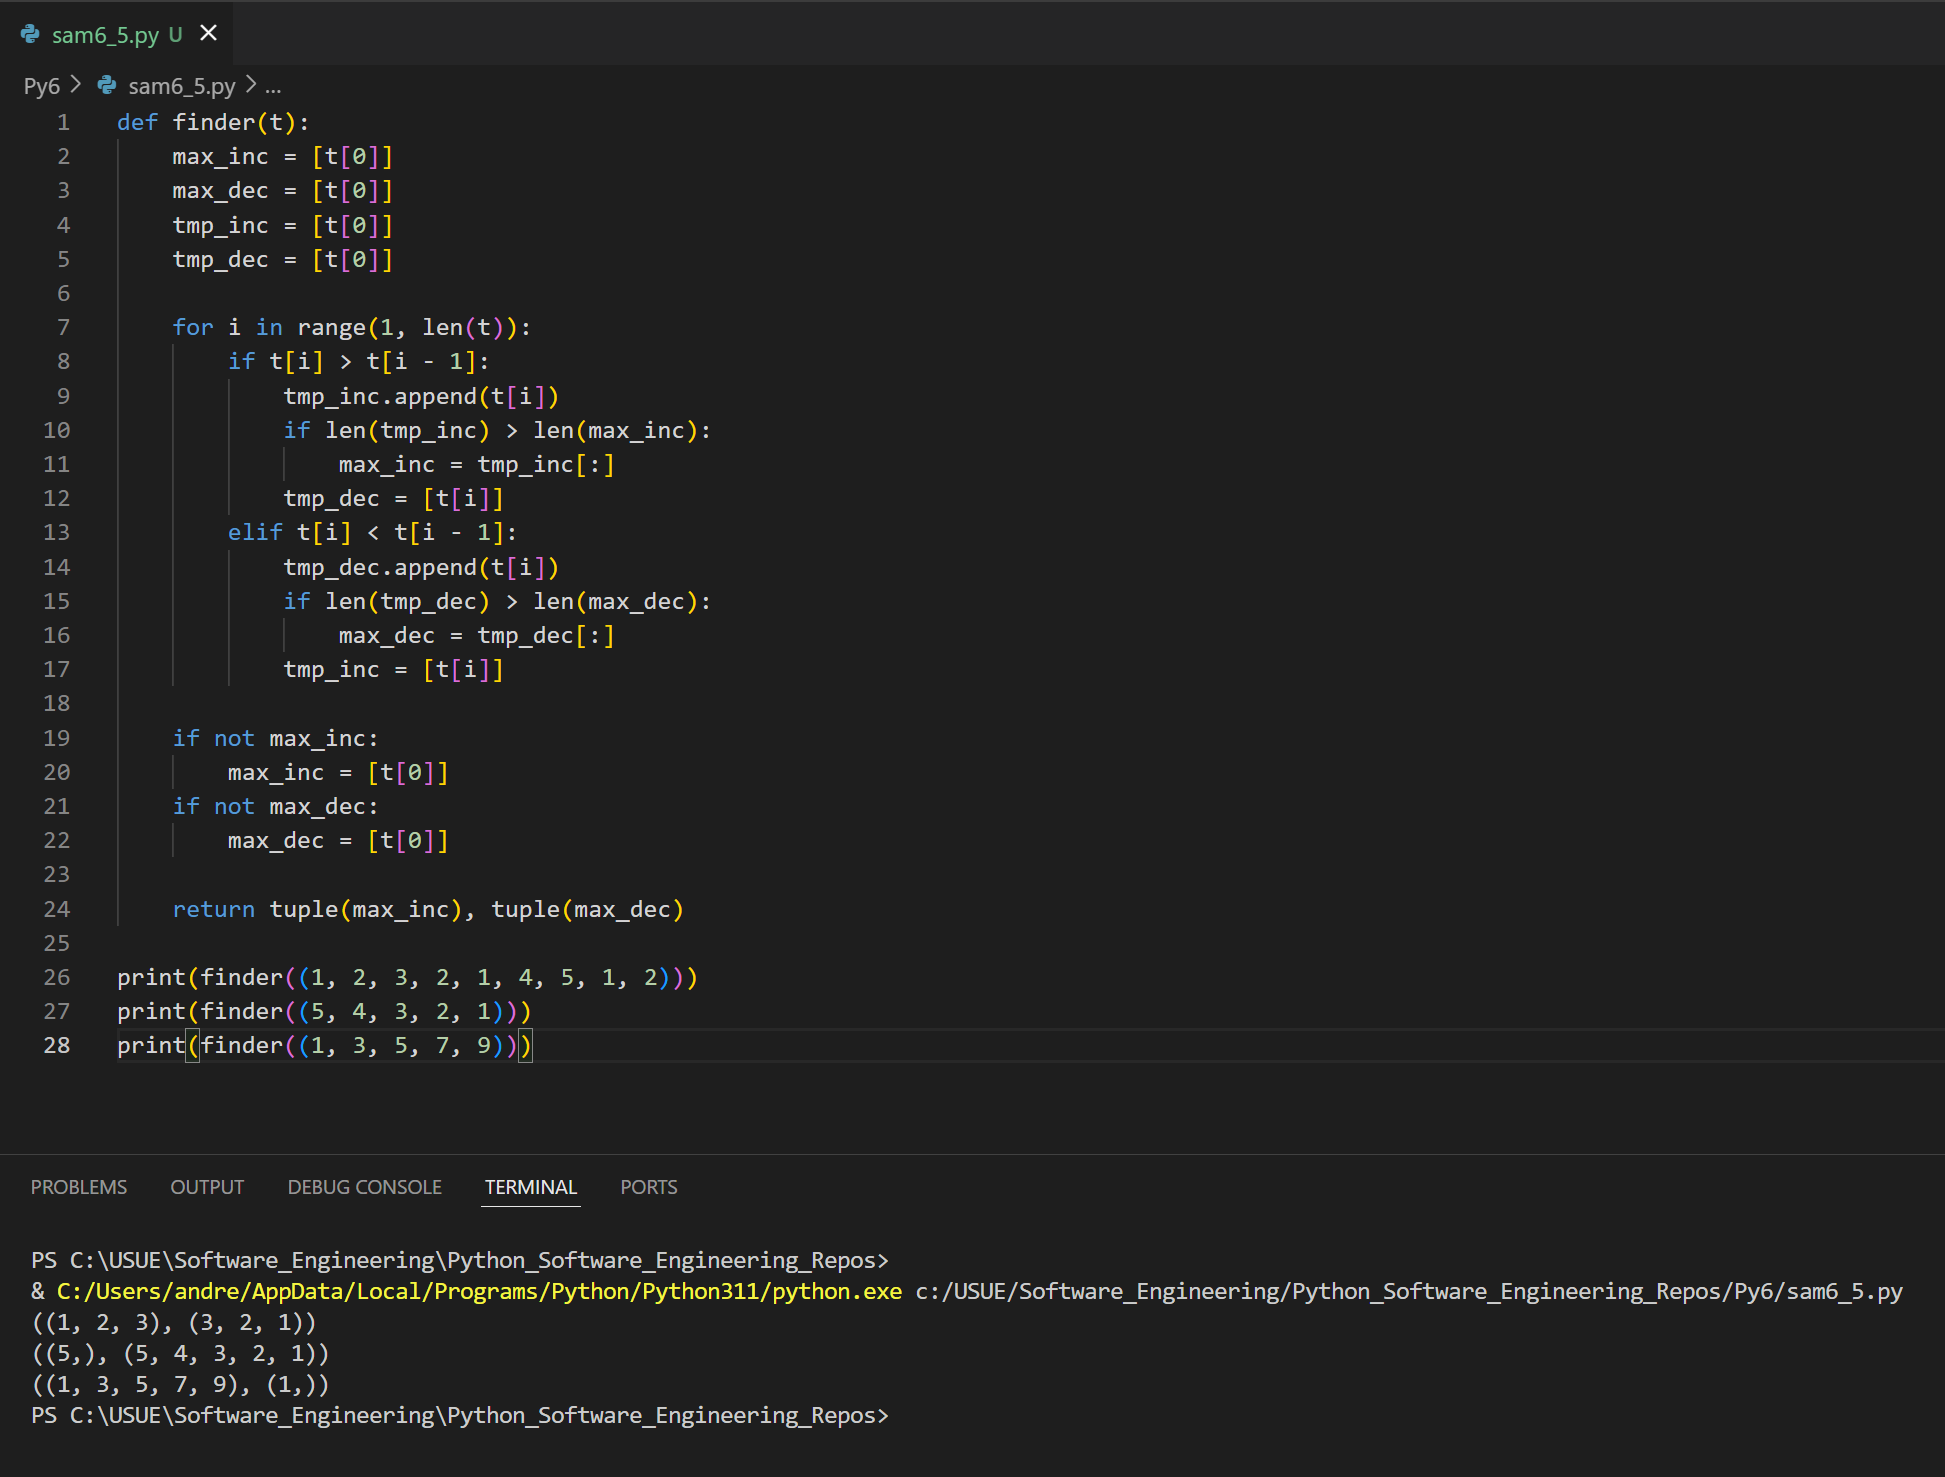 sam6_5.py U
Py6 > sam6_5.py > ...
1 def finder(t):
2     max_inc = [t[0]]
3     max_dec = [t[0]]
4     tmp_inc = [t[0]]
5     tmp_dec = [t[0]]
6
7     for i in range(1, len(t)):
8         if t[i] > t[i - 1]:
9             tmp_inc.append(t[i])
10             if len(tmp_inc) > len(max_inc):
11                 max_inc = tmp_inc[:]
12             tmp_dec = [t[i]]
13         elif t[i] < t[i - 1]:
14             tmp_dec.append(t[i])
15             if len(tmp_dec) > len(max_dec):
16                 max_dec = tmp_dec[:]
17             tmp_inc = [t[i]]
18
19     if not max_inc:
20         max_inc = [t[0]]
21     if not max_dec:
22         max_dec = [t[0]]
23
24     return tuple(max_inc), tuple(max_dec)
25
26 print(finder((1, 2, 3, 2, 1, 4, 5, 1, 2)))
27 print(finder((5, 4, 3, 2, 1)))
28 print(finder((1, 3, 5, 7, 9)))
PROBLEMS OUTPUT DEBUG CONSOLE TERMINAL PORTS
PS C:\USUE\Software_Engineering\Python_Software_Engineering_Repos>
& C:/Users/andre/AppData/Local/Programs/Python/Python311/python.exe c:/USUE/Software_Engineering/Python_Software_Engineering_Repos/Py6/sam6_5.py
((1, 2, 3), (3, 2, 1))
((5,), (5, 4, 3, 2, 1))
((1, 3, 5, 7, 9), (1,))
PS C:\USUE\Software_Engineering\Python_Software_Engineering_Repos>